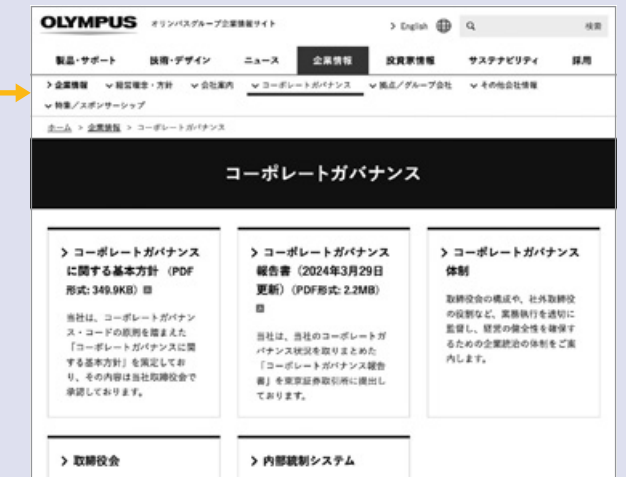 OLYMPUS オリンパスグループ企業情報サイト > English 検索
製品・サポート 技術・デザイン ニュース 企業情報 投資家情報 サステナビリティ 採用
> 企業情報 経営理念・方針 会社案内 コーポレートガバナンス 拠点/グループ会社 その他会社情報
特集/スポンサーシップ
ホーム > 企業情報 > コーポレートガバナンス
コーポレートガバナンス
> コーポレートガバナンス
に関する基本方針 (PDF
形式: 349.9KB)
当社は、コーポレートガバナン
ス・コードの原則を踏まえた
「コーポレートガバナンスに関
する基本方針」を策定してお
り、その内容は当社取締役会で
承認しております。
> コーポレートガバナンス
報告書(2024年3月29日
更新)(PDF形式: 2.2MB)
当社は、当社のコーポレートガ
バナンス状況を取りまとめた
「コーポレートガバナンス報告
書」を東京証券取引所に提出し
ております。
> コーポレートガバナンス
体制
取締役会の構成や、社外取締役
の役割など、業務執行を適切に
監督し、経営の健全性を確保す
るための企業統治の体制をご案
内します。
> 取締役会
> 内部統制システム